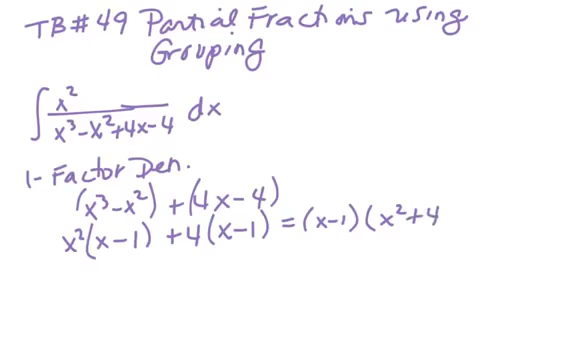 TB# 49 Partial Fractions using
Grouping
∫ x² / (x³ - x² + 4x - 4) dx
1- Factor Den.
(x³ - x²) + (4x - 4)
x²(x - 1) + 4(x - 1) = (x - 1)(x² + 4